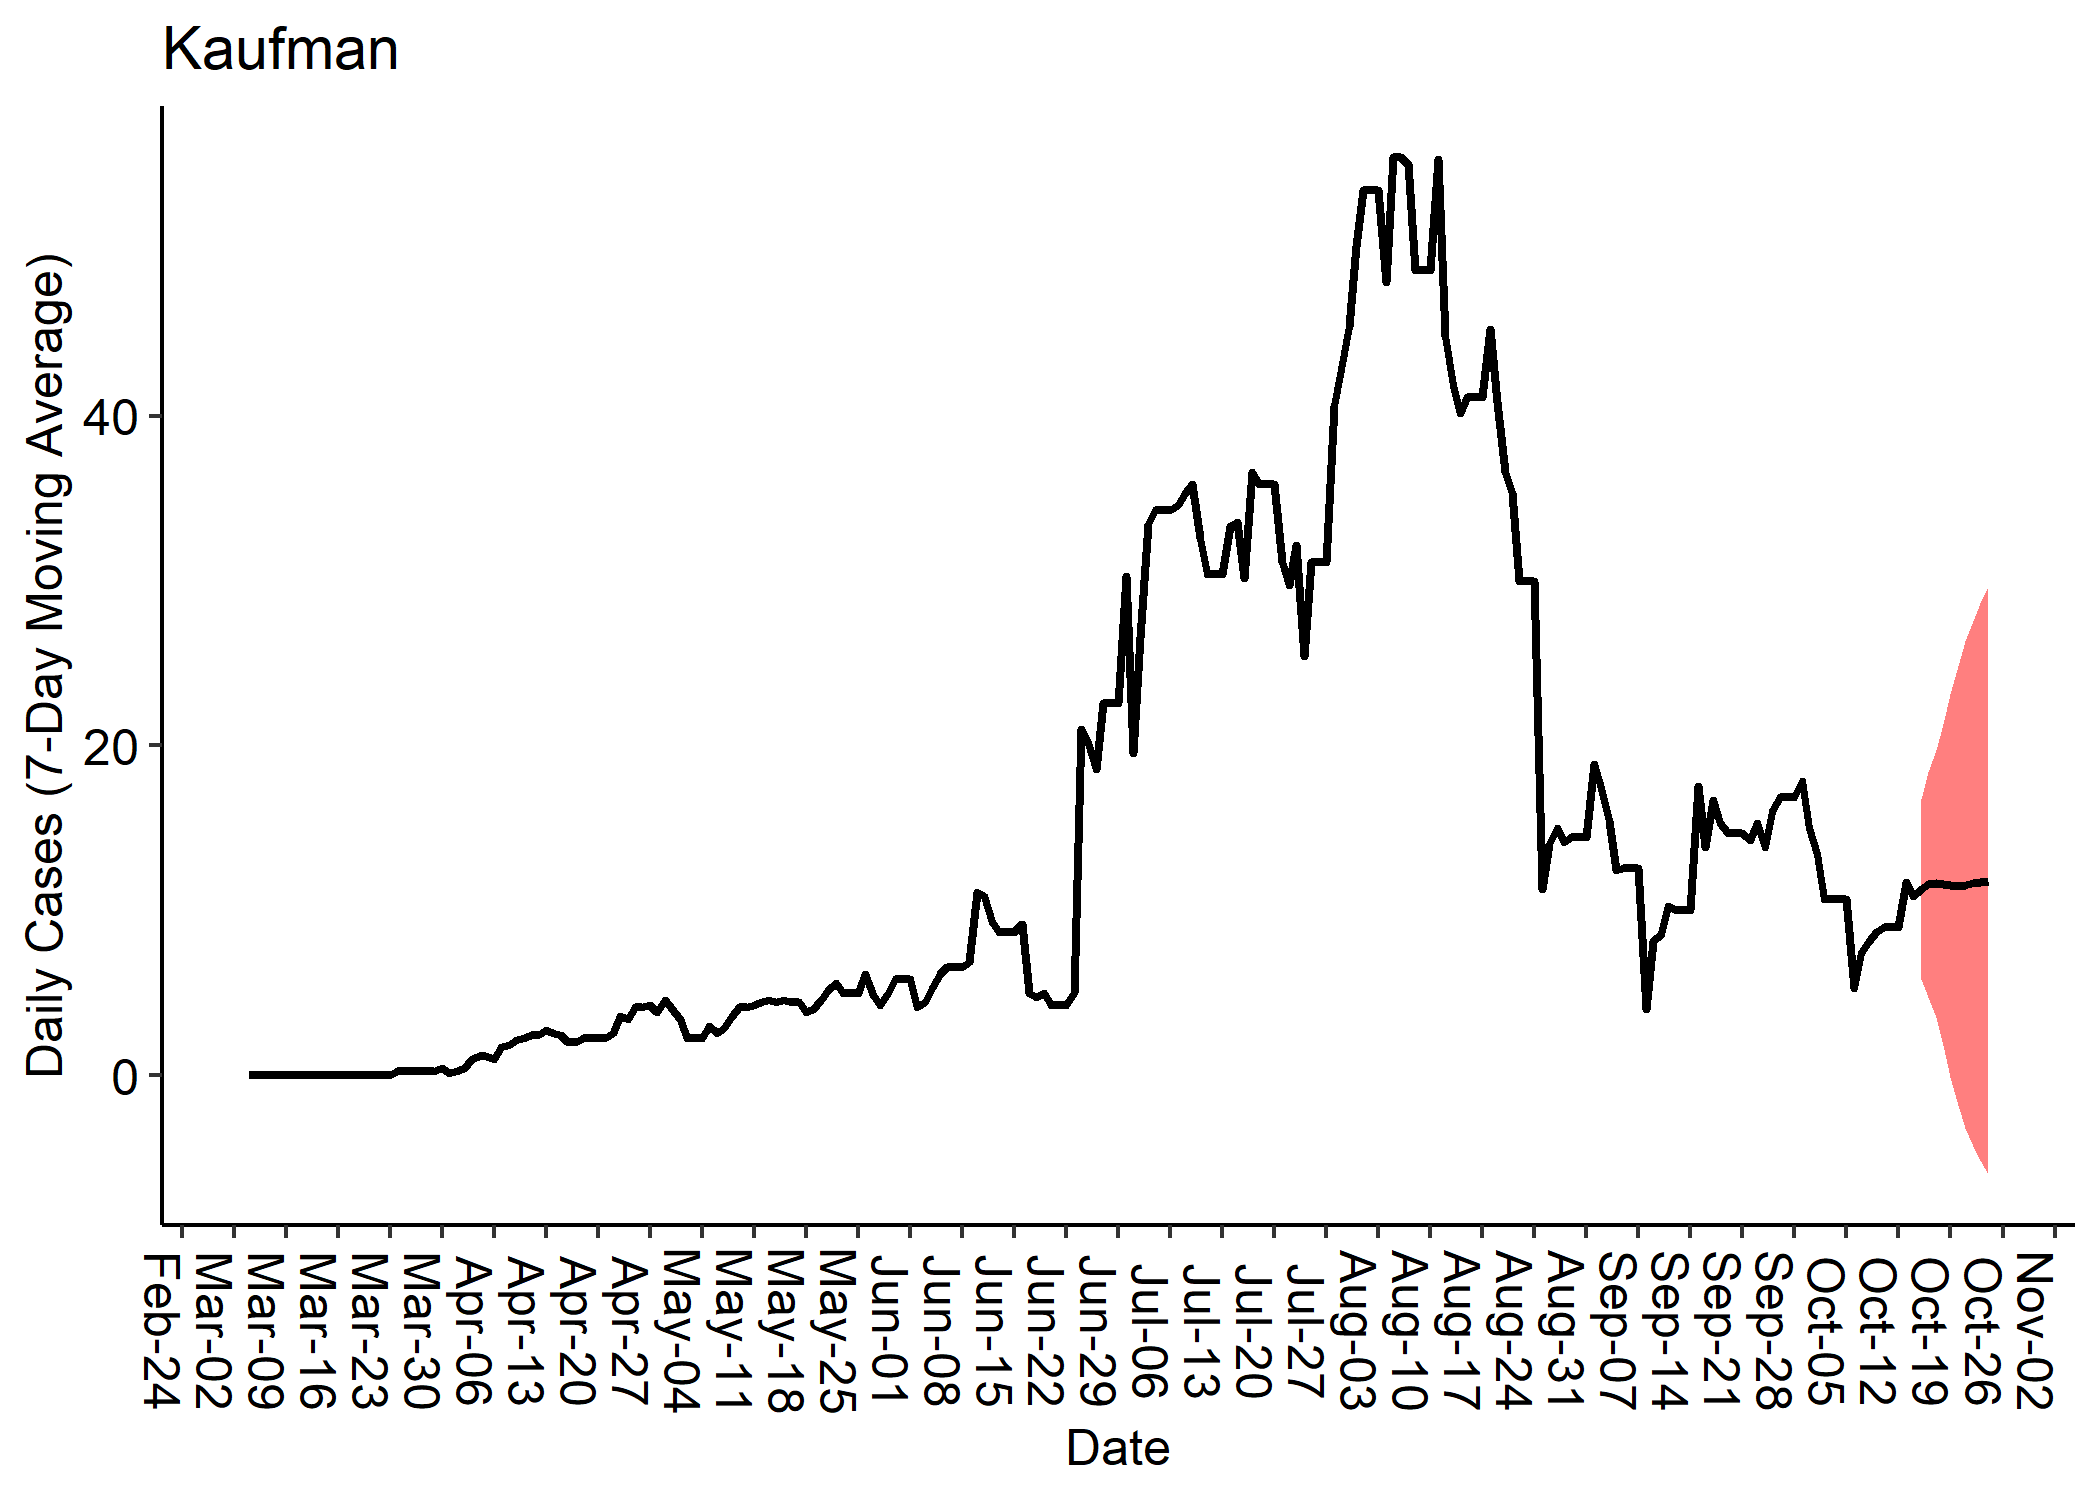 Kaufman
Daily Cases (7-Day Moving Average)
40
20
0
Feb-24
Mar-02
Mar-09
Mar-16
Mar-23
Mar-30
Apr-06
Apr-13
Apr-20
Apr-27
May-04
May-11
May-18
May-25
Jun-01
Jun-08
Jun-15
Jun-22
Jun-29
Jul-06
Jul-13
Jul-20
Jul-27
Aug-03
Aug-10
Aug-17
Aug-24
Aug-31
Sep-07
Sep-14
Sep-21
Sep-28
Oct-05
Oct-12
Oct-19
Oct-26
Nov-02
Date